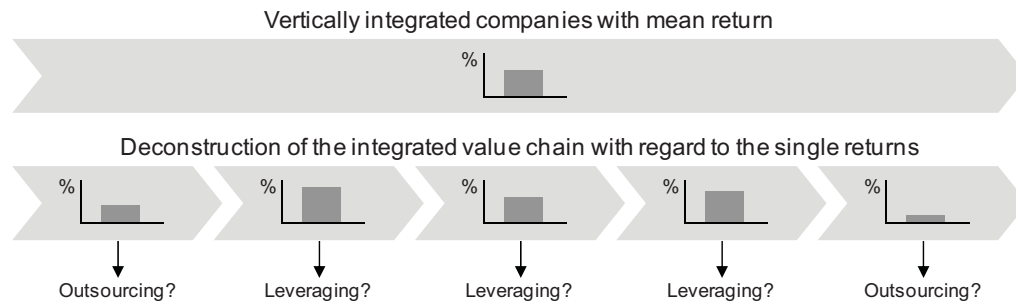 Vertically integrated companies with mean return
%
Deconstruction of the integrated value chain with regard to the single returns
% % % % %
Outsourcing? Leveraging? Leveraging? Leveraging? Outsourcing?